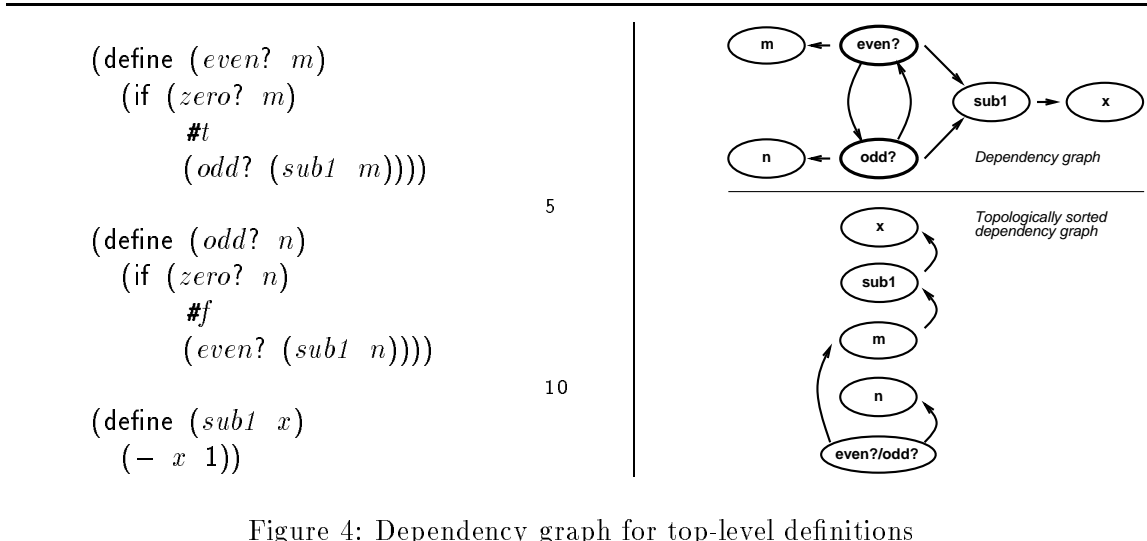 (define (even? m)
(if (zero? m)
#t
(odd? (sub1 m))))
5
(define (odd? n)
(if (zero? n)
#f
(even? (sub1 n))))
10
(define (sub1 x)
(− x 1))
m
even?
sub1
x
n
odd?
Dependency graph
Topologically sorted
dependency graph
x
sub1
m
n
even?/odd?
Figure 4: Dependency graph for top-level definitions